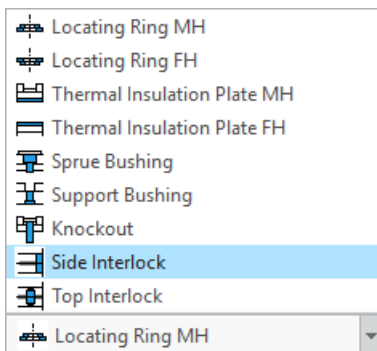 Locating Ring MH
Locating Ring FH
Thermal Insulation Plate MH
Thermal Insulation Plate FH
Sprue Bushing
Support Bushing
Knockout
Side Interlock
Top Interlock
Locating Ring MH